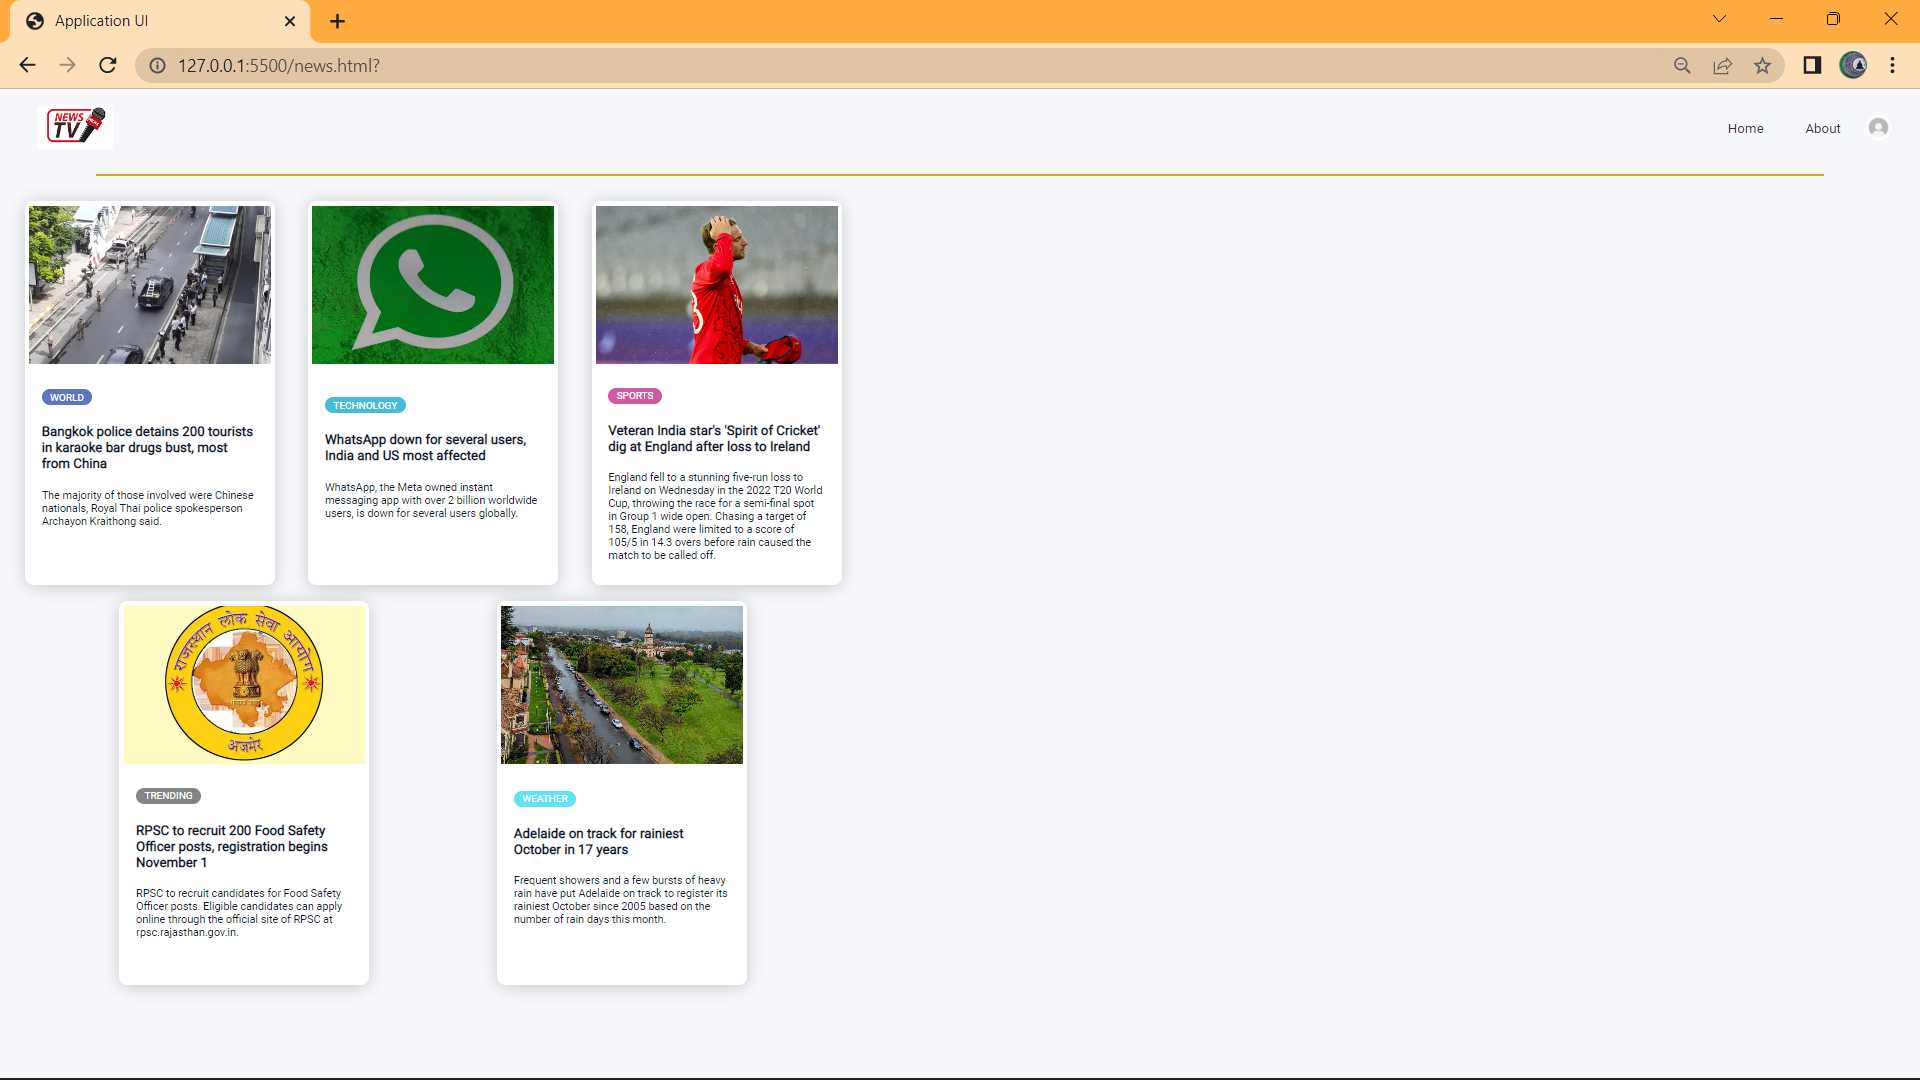 Application UI
127.0.0.1:5500/news.html?
NEWS
TV
Home
About
WORLD
Bangkok police detains 200 tourists
in karaoke bar drugs bust, most
from China
The majority of those involved were Chinese
nationals, Royal Thai police spokesperson
Archayon Kraithong said.
TECHNOLOGY
WhatsApp down for several users,
India and US most affected
WhatsApp, the Meta owned instant
messaging app with over 2 billion worldwide
users, is down for several users globally.
SPORTS
Veteran India star's 'Spirit of Cricket'
dig at England after loss to Ireland
England fell to a stunning five-run loss to
Ireland on Wednesday in the 2022 T20 World
Cup, throwing the race for a semi-final spot
in Group 1 wide open. Chasing a target of
158, England were limited to a score of
105/5 in 14.3 overs before rain caused the
match to be called off.
राजस्थान लोक सेवा आयोग
अजमेर
TRENDING
RPSC to recruit 200 Food Safety
Officer posts, registration begins
November 1
RPSC to recruit candidates for Food Safety
Officer posts. Eligible candidates can apply
online through the official site of RPSC at
rpsc.rajasthan.gov.in.
WEATHER
Adelaide on track for rainiest
October in 17 years
Frequent showers and a few bursts of heavy
rain have put Adelaide on track to register its
rainiest October since 2005 based on the
number of rain days this month.